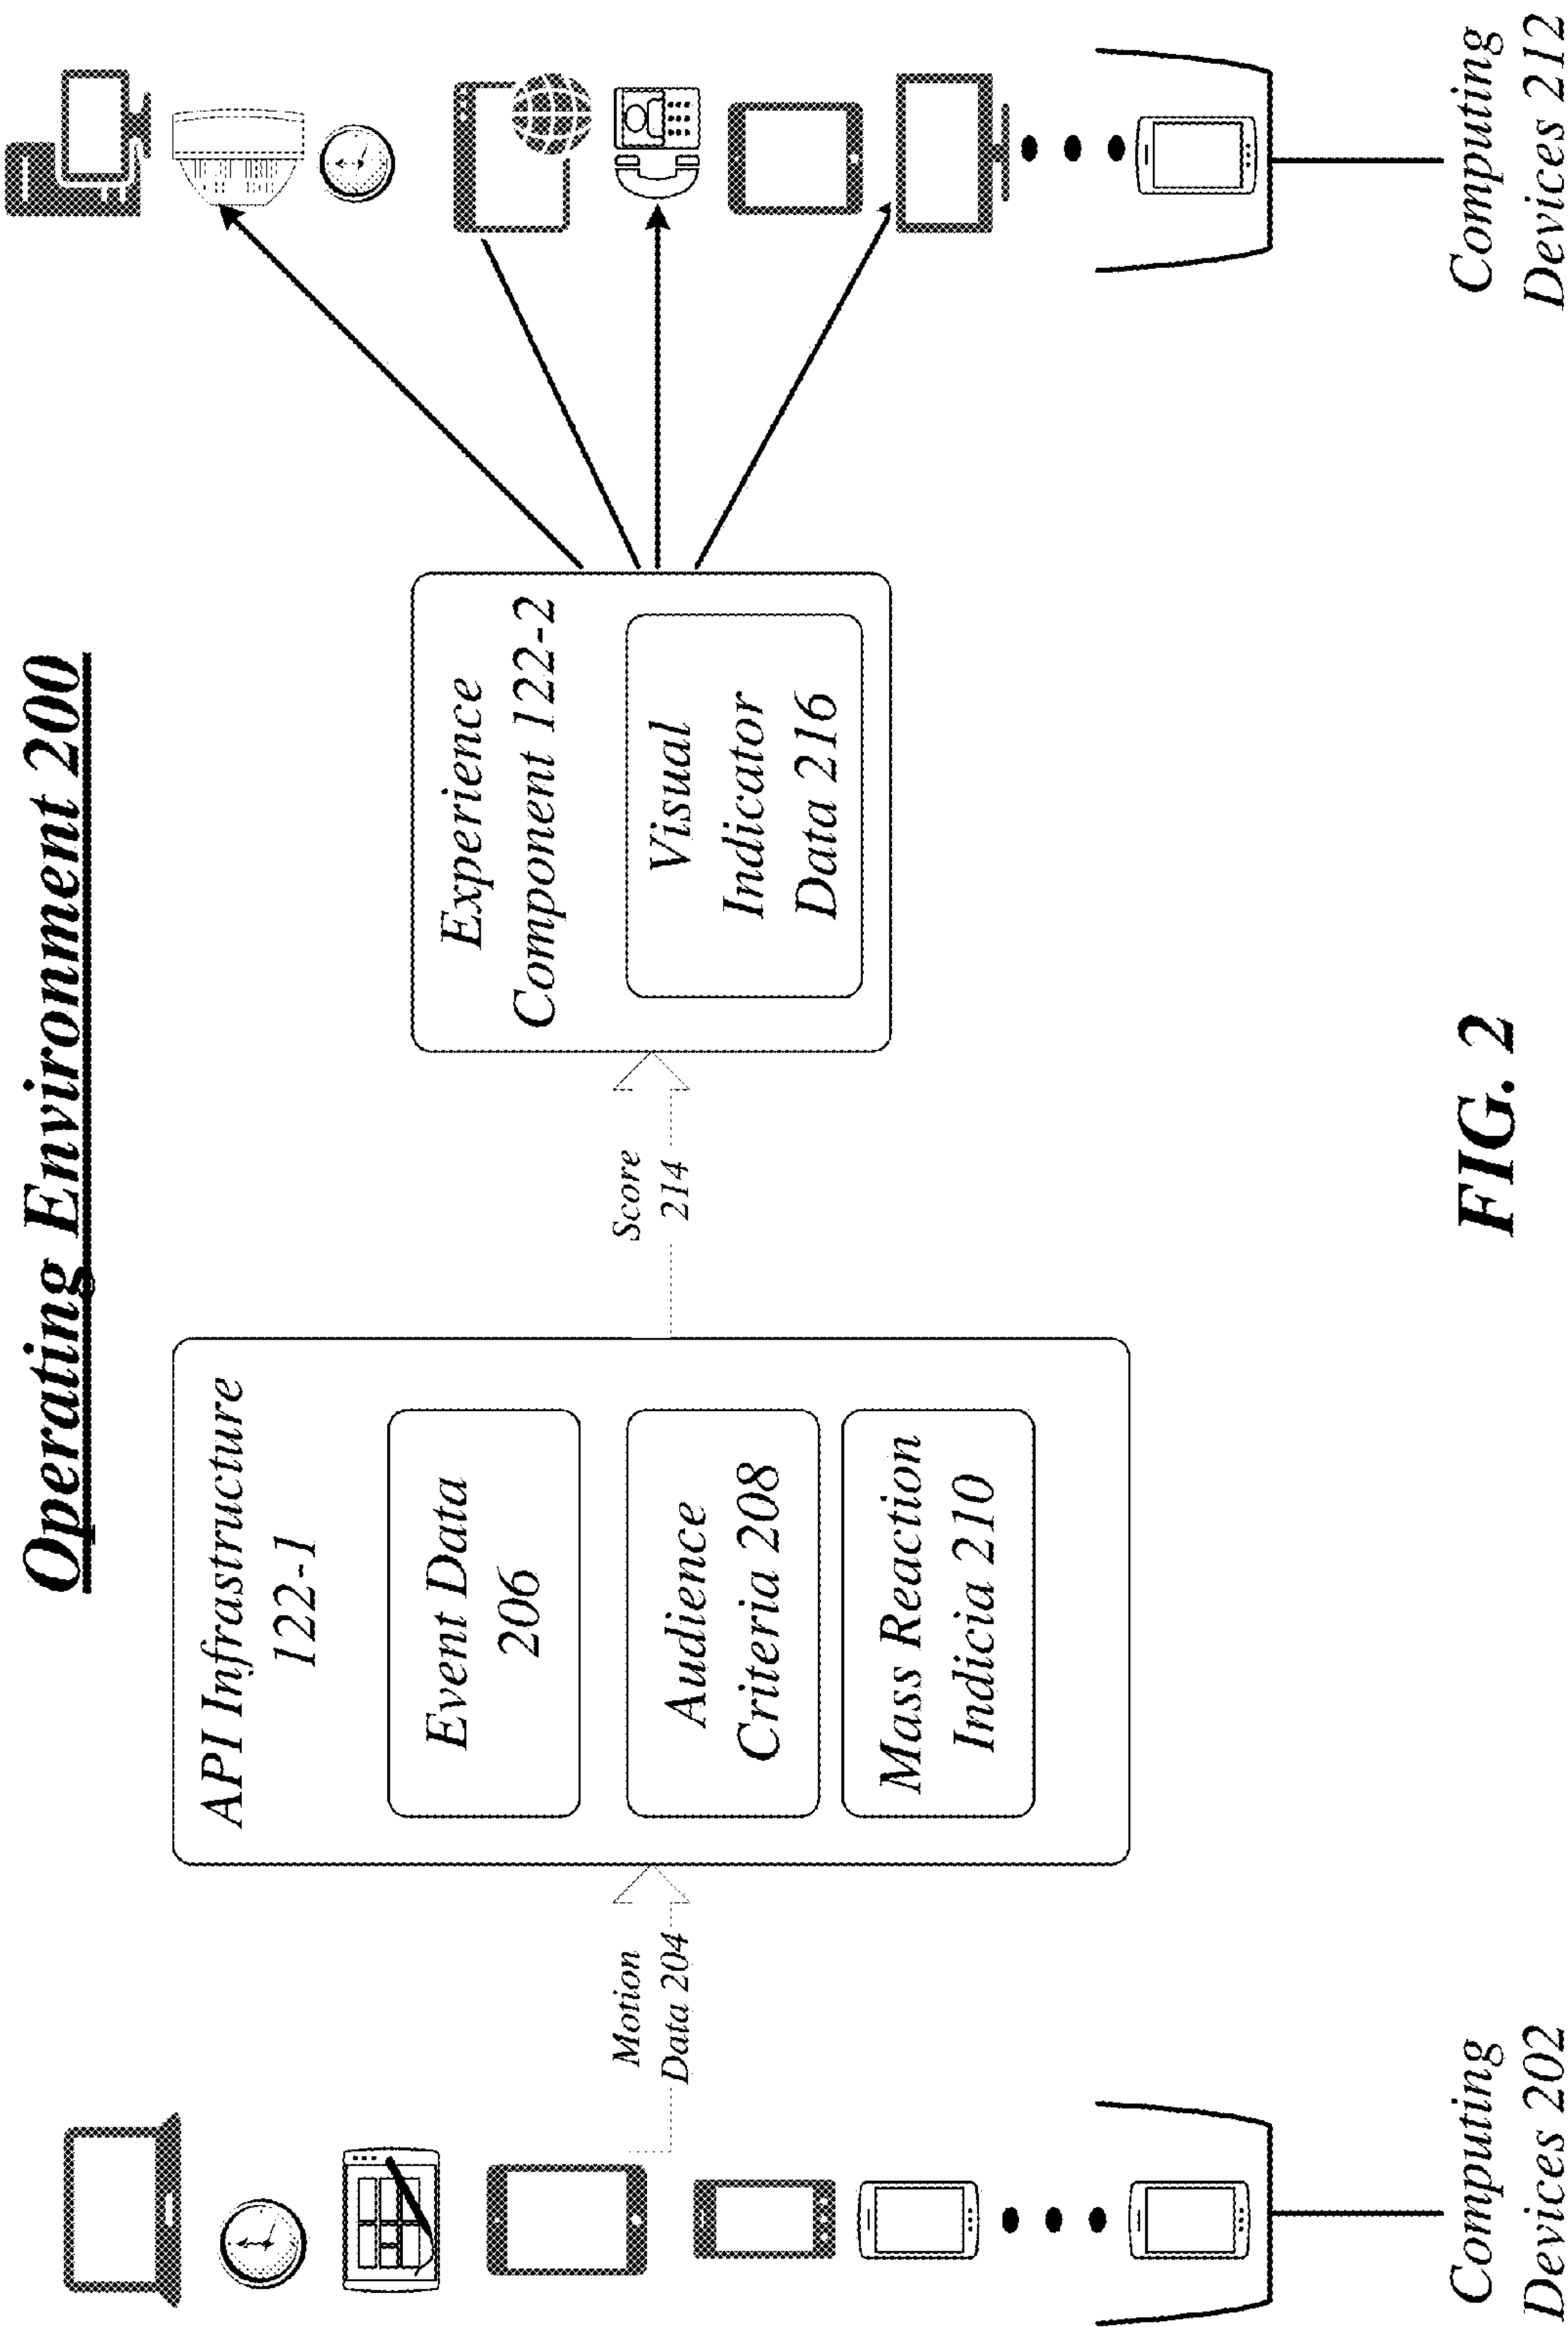 Operating Environment 200
Computing
Devices 202
Motion
Data 204
API Infrastructure
122-1
Event Data
206
Audience
Criteria 208
Mass Reaction
Indicia 210
Score
214
Experience
Component 122-2
Visual
Indicator
Data 216
Computing
Devices 212
FIG. 2